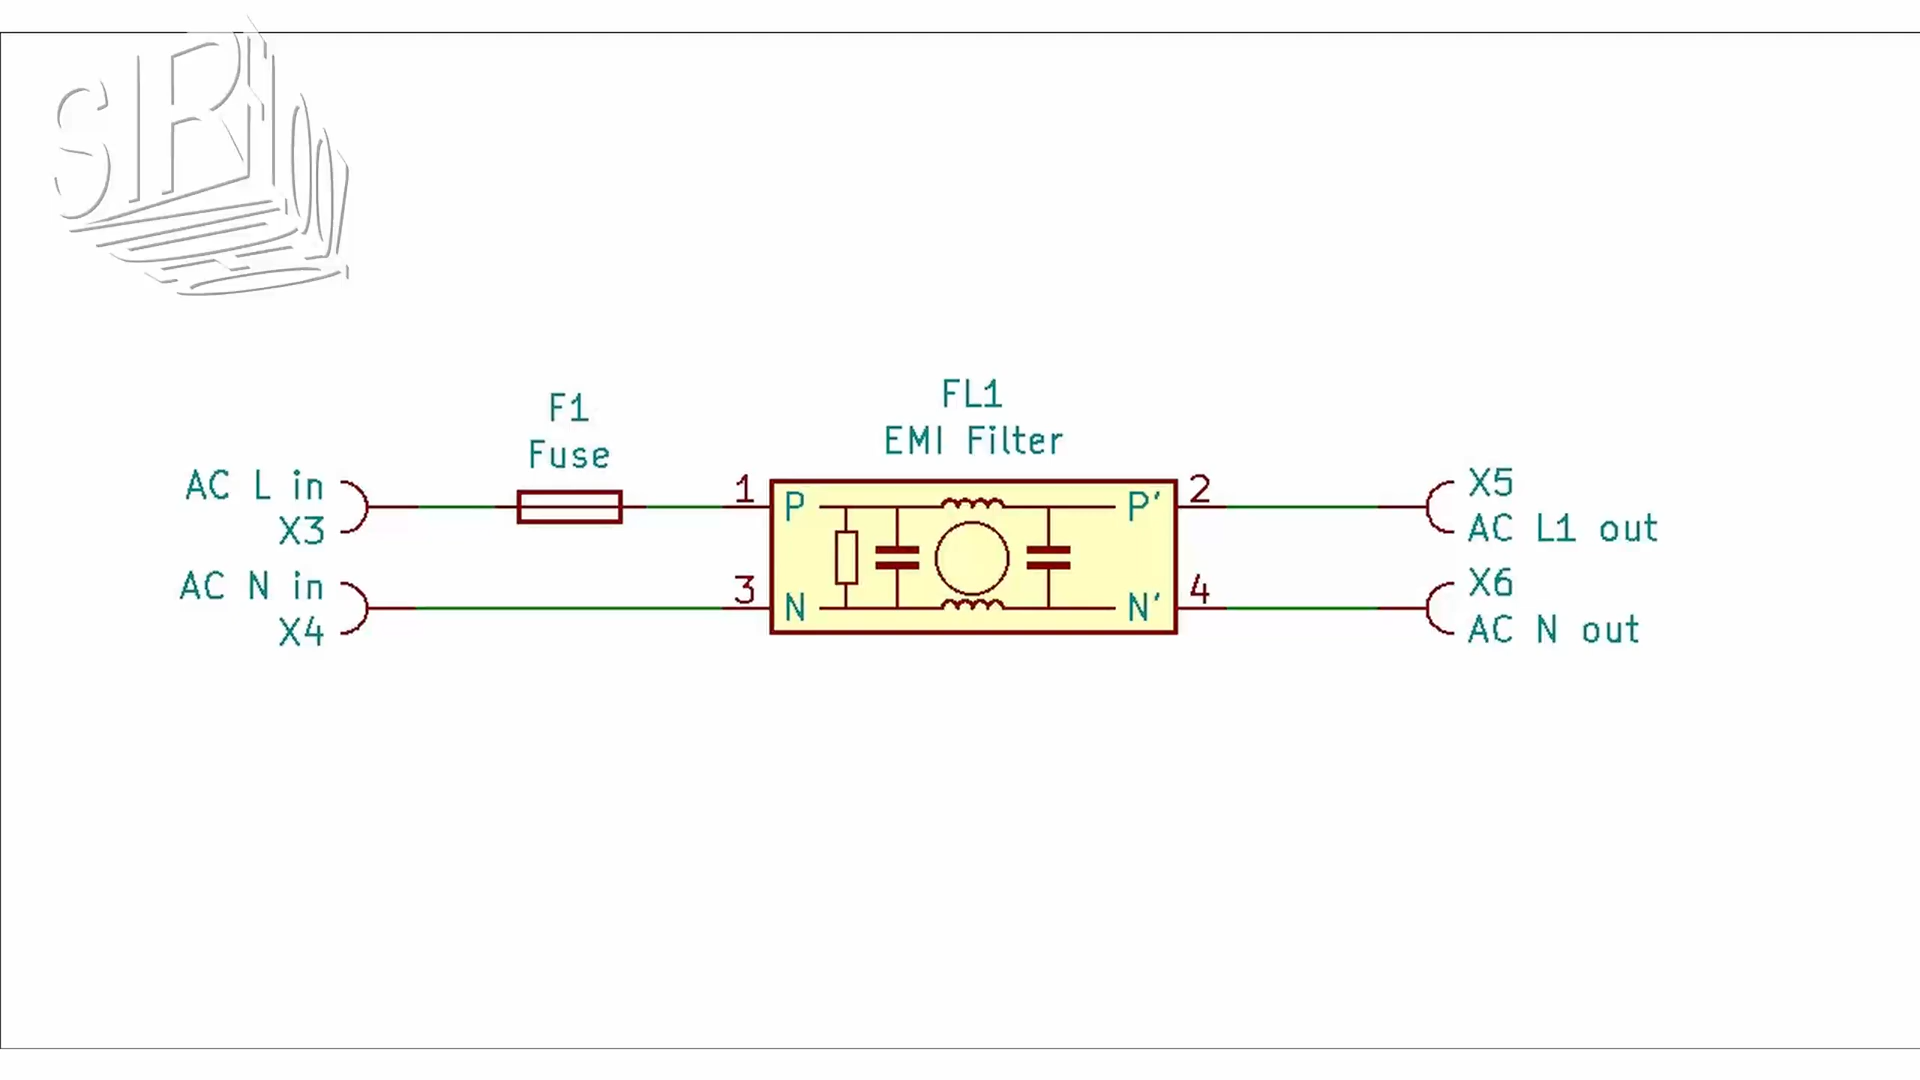 F1
Fuse
FL1
EMI Filter
AC L in
X3
AC N in
X4
1
3
P
N
P'
N'
2
4
X5
AC L1 out
X6
AC N out